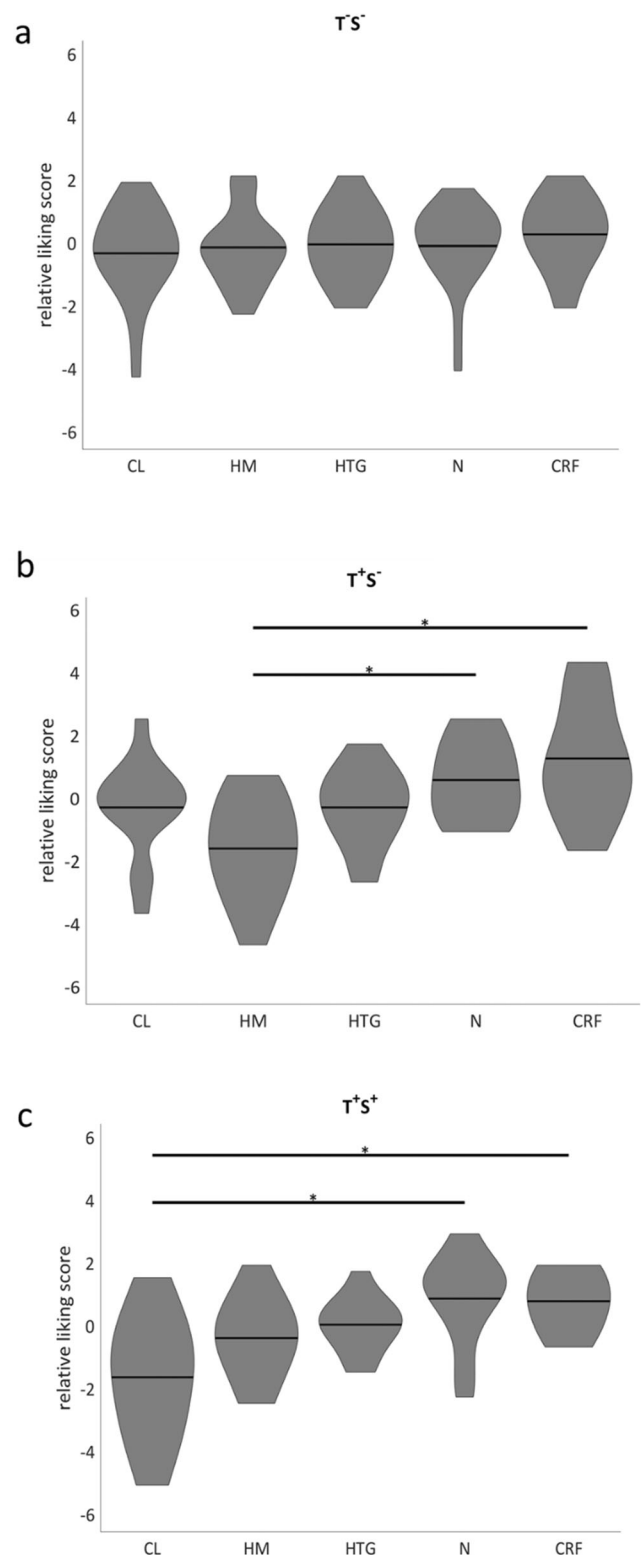 a
T⁻S⁻
6
4
2
0
-2
-4
-6
relative liking score
CL HM HTG N CRF
b
T⁺S⁻
6
4
2
0
-2
-4
-6
relative liking score
*
*
CL HM HTG N CRF
c
T⁺S⁺
6
4
2
0
-2
-4
-6
relative liking score
*
*
CL HM HTG N CRF